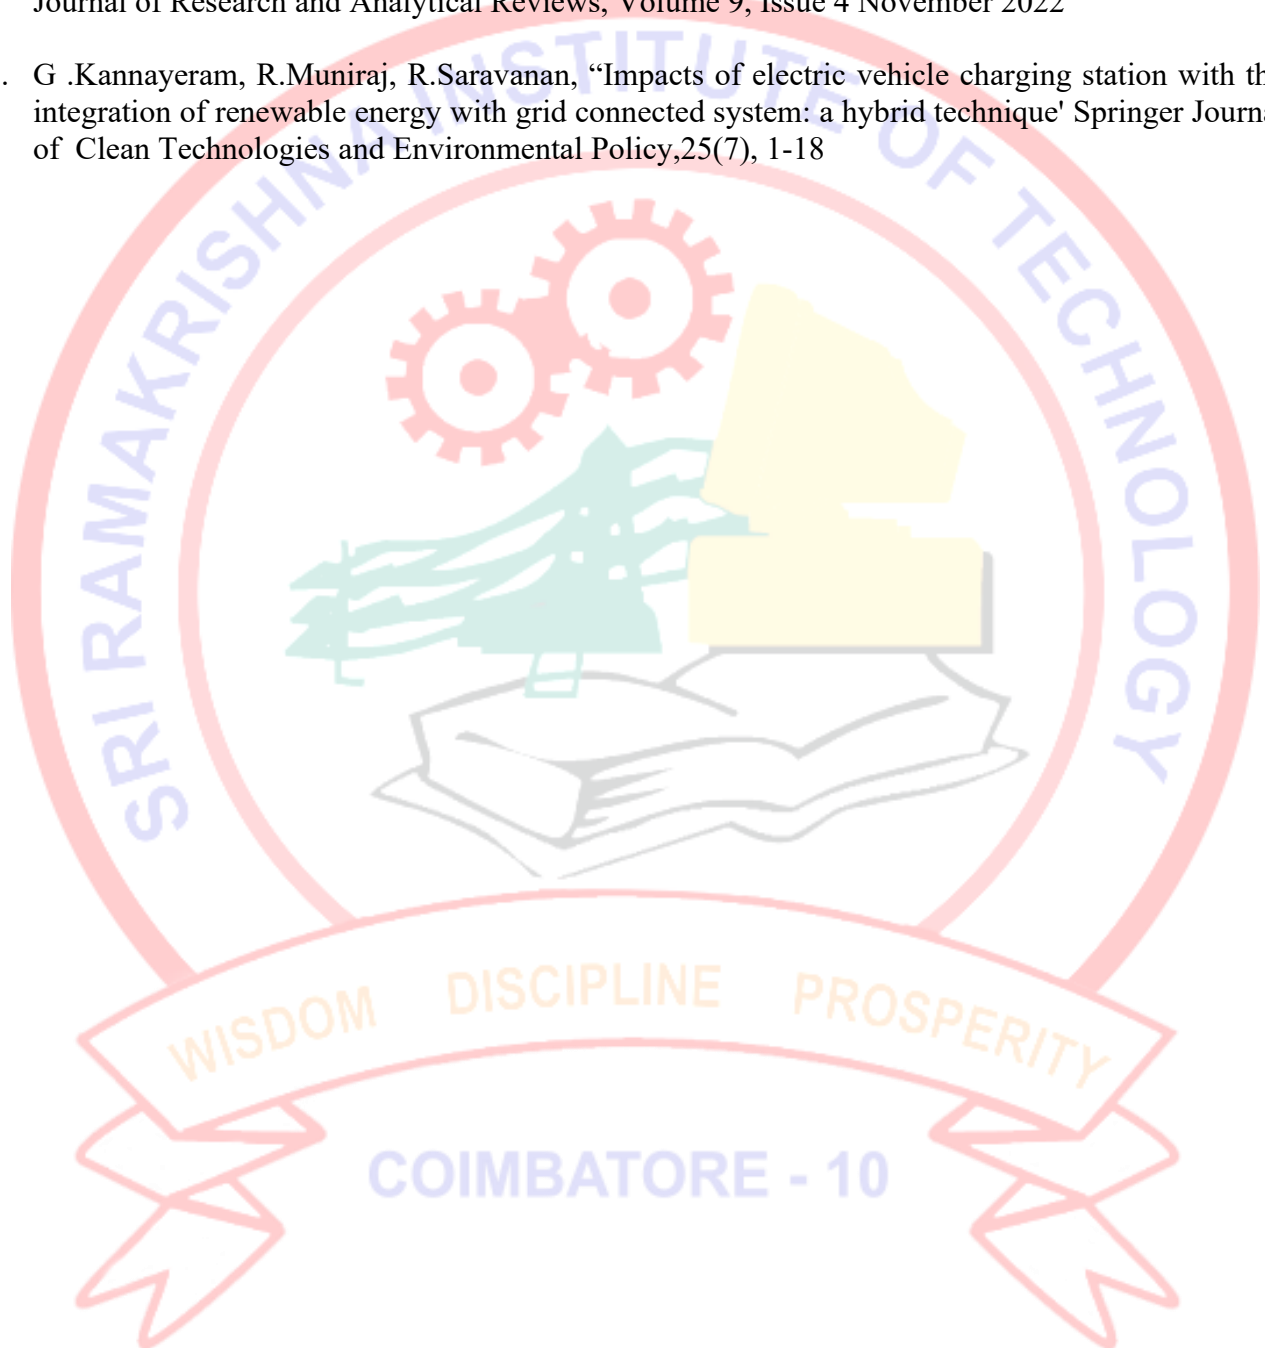 Journal of Research and Analytical Reviews, Volume 9, Issue 4 November 2022
. G .Kannayeram, R.Muniraj, R.Saravanan, “Impacts of electric vehicle charging station with th
integration of renewable energy with grid connected system: a hybrid technique' Springer Journa
of Clean Technologies and Environmental Policy,25(7), 1-18
SRI RAMAKRISHNA INSTITUTE OF TECHNOLOGY
WISDOM DISCIPLINE PROSPERITY
COIMBATORE - 10